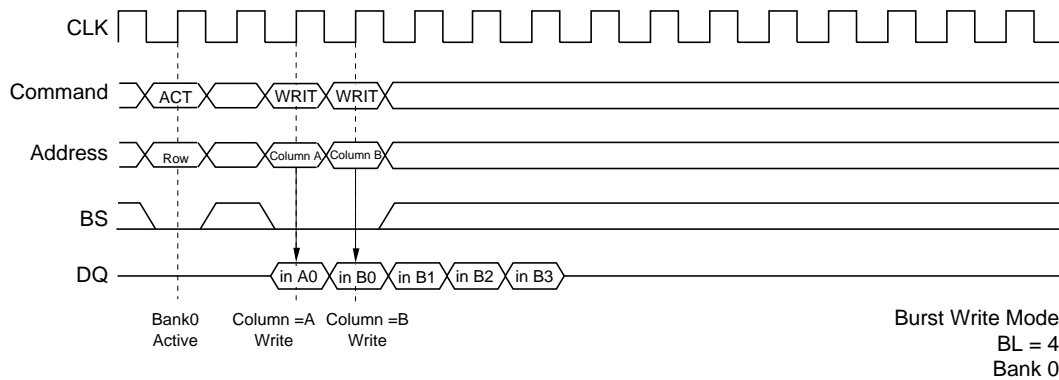 CLK
Command ACT WRIT WRIT
Address Row Column A Column B
BS
DQ in A0 in B0 in B1 in B2 in B3
Bank0 Column =A Column =B
Active Write Write
Burst Write Mode
BL = 4
Bank 0